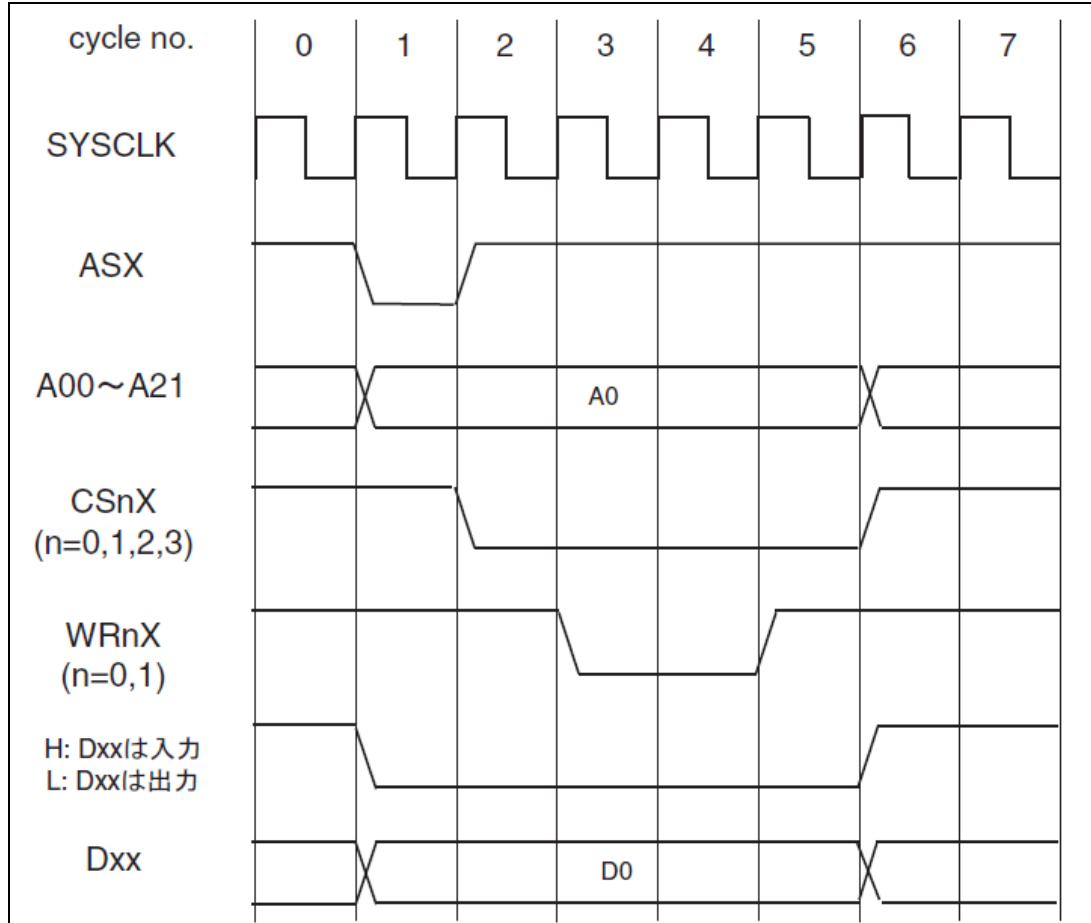 cycle no. 0 1 2 3 4 5 6 7
SYSCLK
ASX
A00～A21
A0
CSnX
(n=0,1,2,3)
WRnX
(n=0,1)
H: Dxxは入力
L: Dxxは出力
Dxx
D0